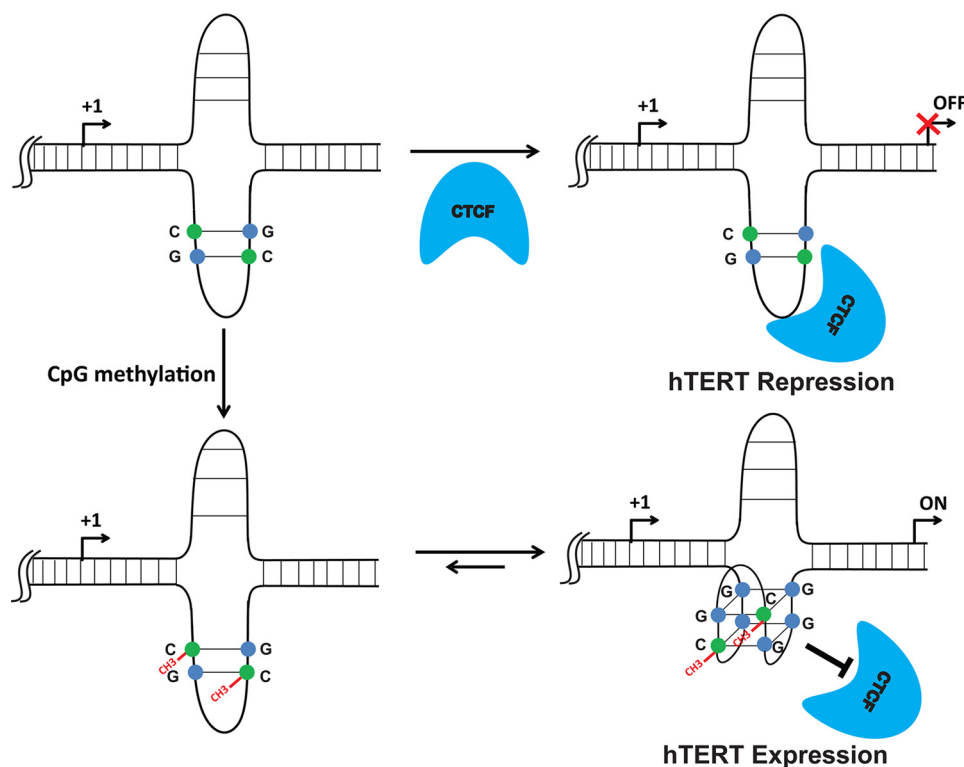 +1
C G
G C
CTCF
+1
OFF
C
G
CTCF
hTERT Repression
CpG methylation
+1
C G
CH3
G C
CH3
+1
ON
G C G
G G
CH3
C G
CH3
CTCF
hTERT Expression